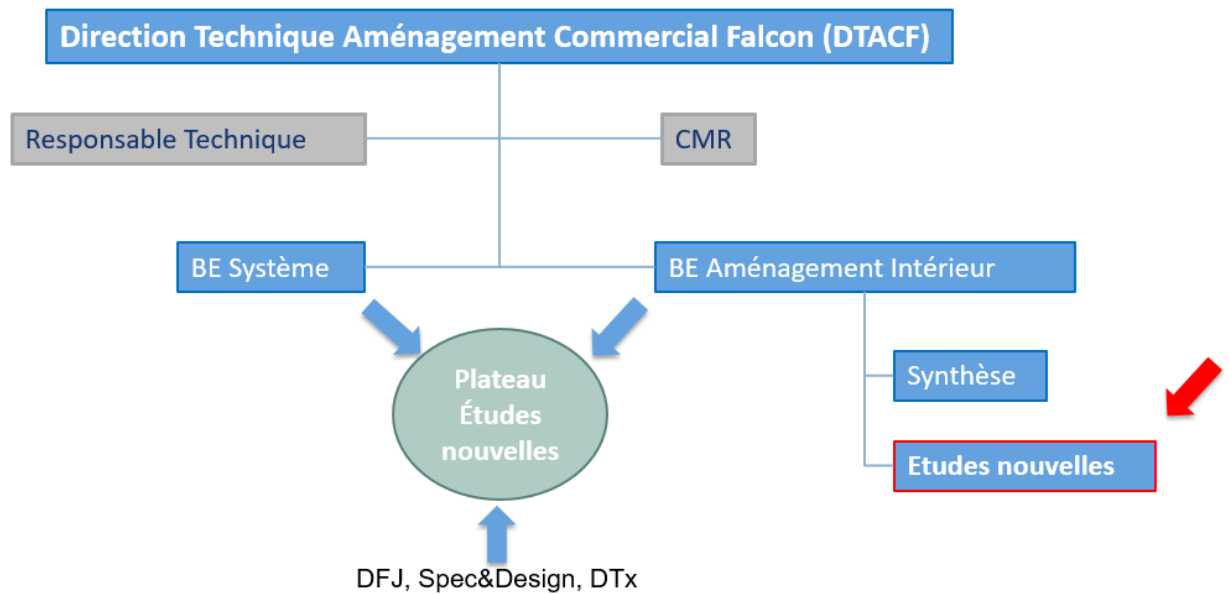 Direction Technique Aménagement Commercial Falcon (DTACF)
Responsable Technique
CMR
BE Système
BE Aménagement Intérieur
Plateau
Études
nouvelles
Synthèse
Etudes nouvelles
DFJ, Spec&Design, DTx